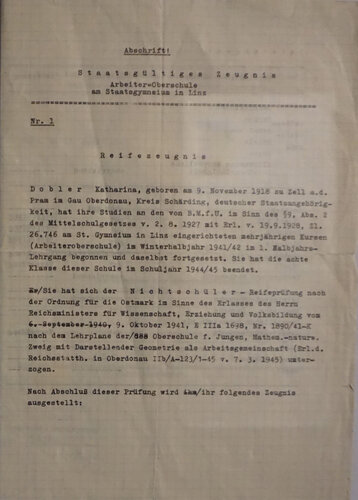 Abschrift!
Staatsgültiges Zeugnis
Arbeiter=Oberschule
am Staatsgymnasium in Linz
Nr. 1
Reifezeugnis
Dobler Katharina, geboren am 9. November 1918 zu Zell a.d.
Pram im Gau Oberdonau, Kreis Schärding, deutscher Staatsangehörig-
keit, hat ihre Studien an den von B.M.f.U. im Sinn des §9, Abs. 2
des Mittelschulgesetzes v. 2.8. 1927 mit Erl.v. 19.9.1928, Zl.
26.746 am St. Gymnsium in Linz eingerichteten mehrjährigen Kursen
(Arbeiteroberschule) im Winterhalbjahr 1941/42 im 1. Halbjahrs-
Lehrgang begonnen und daselbst fortgesetzt. Sie hat die achte
Klasse dieser Schule im Schuljahr 1944/45 beendet.
Er/Sie hat sich der Nichtschüler-Reifeprüfung nach
der Ordnung für die Ostmark im Sinne des Erlasses des Herrn
Reichsministers für Wissenschaft, Erziehung und Volksbildung vom
6. September 1940, 9. Oktober 1941, E IIIa 1698, Nr. 1890/41-K
nach dem Lehrplane der/des Oberschule f. Jungen, Mathem.-naturw.
Zweig mit Darstellender Geometrie als Arbeitsgemeinschaft (Erl.d.
Reichsstatth. in Oberdonau IIb/A-123/1-45 v. 7.3. 1945) unter-
zogen.
Nach Abschluß dieser Prüfung wird ihm/ihr folgendes Zeugnis
ausgestellt: